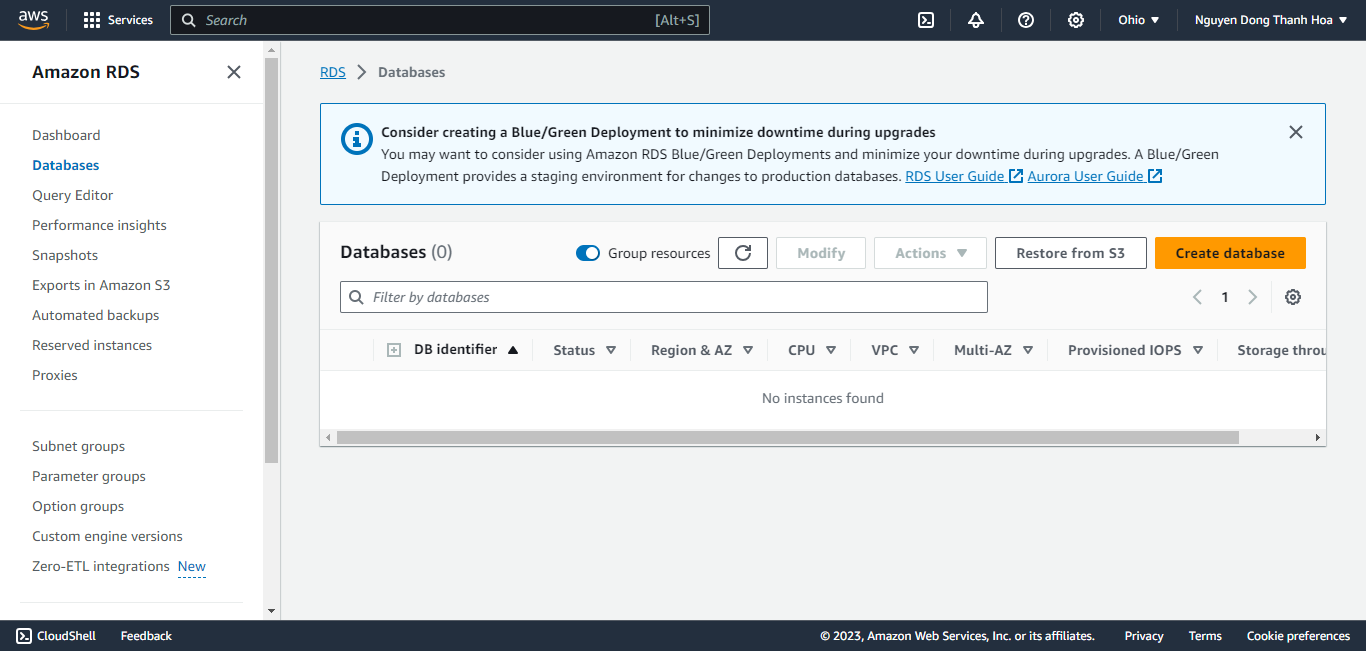 aws Services Search [Alt+S] Ohio Nguyen Dong Thanh Hoa
Amazon RDS
Dashboard
Databases
Query Editor
Performance insights
Snapshots
Exports in Amazon S3
Automated backups
Reserved instances
Proxies
Subnet groups
Parameter groups
Option groups
Custom engine versions
Zero-ETL integrations New
RDS Databases
Consider creating a Blue/Green Deployment to minimize downtime during upgrades
You may want to consider using Amazon RDS Blue/Green Deployments and minimize your downtime during upgrades. A Blue/Green
Deployment provides a staging environment for changes to production databases. RDS User Guide Aurora User Guide
Databases (0) Group resources Modify Actions Restore from S3 Create database
Filter by databases 1
DB identifier Status Region & AZ CPU VPC Multi-AZ Provisioned IOPS Storage throu
No instances found
CloudShell Feedback © 2023, Amazon Web Services, Inc. or its affiliates. Privacy Terms Cookie preferences